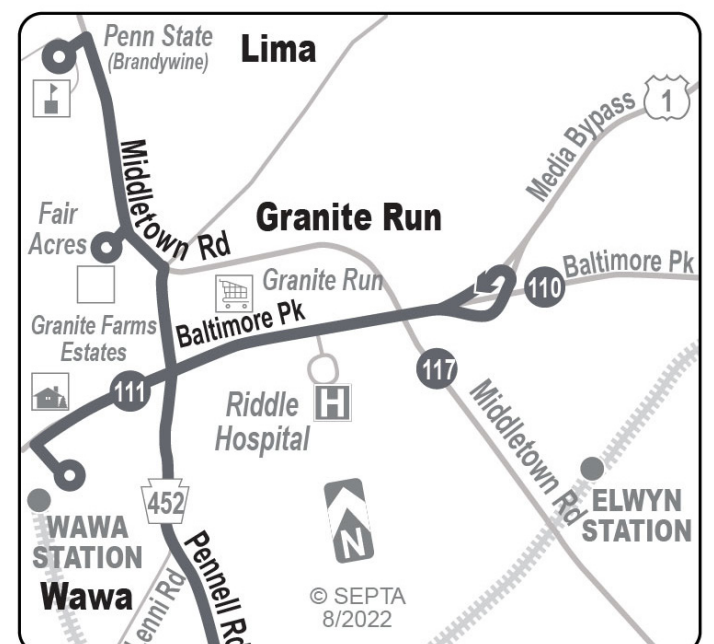 Penn State
(Brandywine)
Lima
1
Media Bypass
Middletown Rd
Fair
Acres
Granite Run
Granite Run
Baltimore Pk
110
Baltimore Pk
Granite Farms
Estates
111
117
Riddle
Hospital
H
Middletown Rd
452
N
ELWYN
STATION
WAWA
STATION
Wawa
Pennell Rd
Lenni Rd
© SEPTA
8/2022